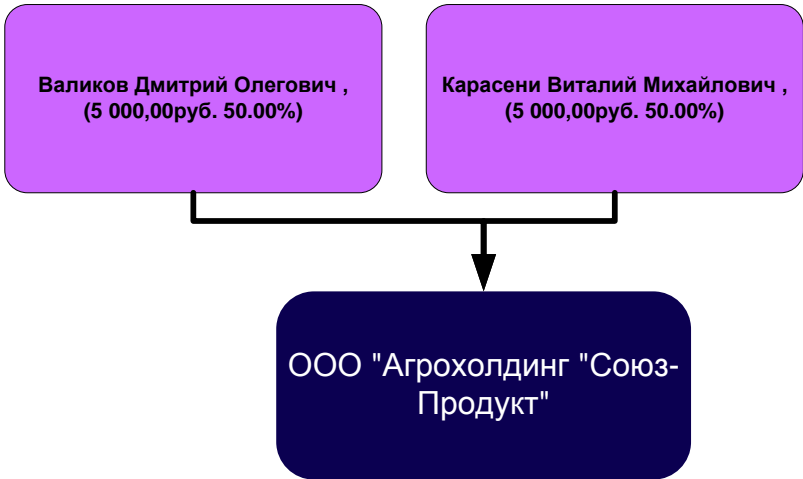 Валиков Дмитрий Олегович ,
(5 000,00руб. 50.00%)
Карасени Виталий Михайлович ,
(5 000,00руб. 50.00%)
ООО "Агрохолдинг "Союз-
Продукт"